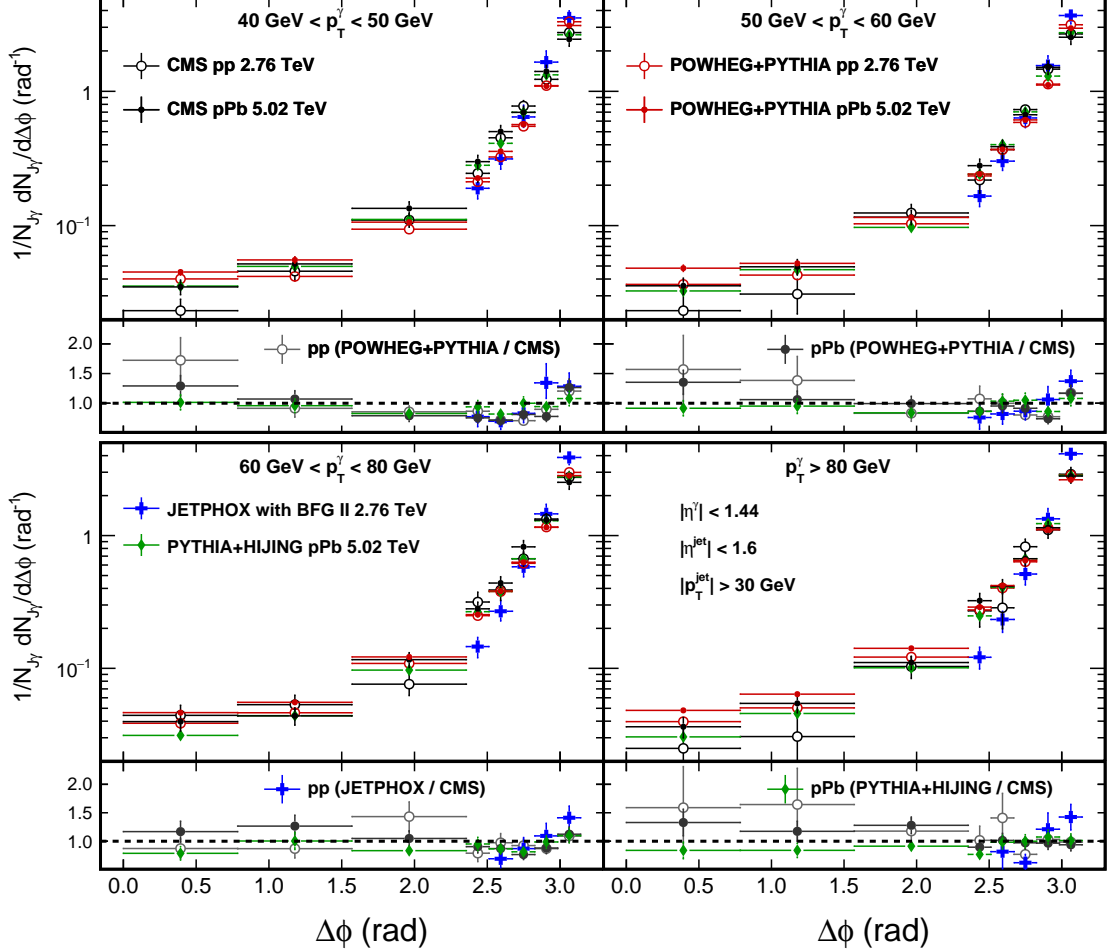 40 GeV < p_T^γ < 50 GeV
CMS pp 2.76 TeV
CMS pPb 5.02 TeV
1/N_Jγ dN_Jγ/dΔϕ (rad⁻¹)
1
10⁻¹
50 GeV < p_T^γ < 60 GeV
POWHEG+PYTHIA pp 2.76 TeV
POWHEG+PYTHIA pPb 5.02 TeV
pp (POWHEG+PYTHIA / CMS)
2.0
1.5
1.0
pPb (POWHEG+PYTHIA / CMS)
60 GeV < p_T^γ < 80 GeV
JETPHOX with BFG II 2.76 TeV
PYTHIA+HIJING pPb 5.02 TeV
1/N_Jγ dN_Jγ/dΔϕ (rad⁻¹)
1
10⁻¹
p_T^γ > 80 GeV
|η^γ| < 1.44
|η^jet| < 1.6
|p_T^jet| > 30 GeV
pp (JETPHOX / CMS)
2.0
1.5
1.0
pPb (PYTHIA+HIJING / CMS)
0.0 0.5 1.0 1.5 2.0 2.5 3.0
0.0 0.5 1.0 1.5 2.0 2.5 3.0
Δϕ (rad)
Δϕ (rad)